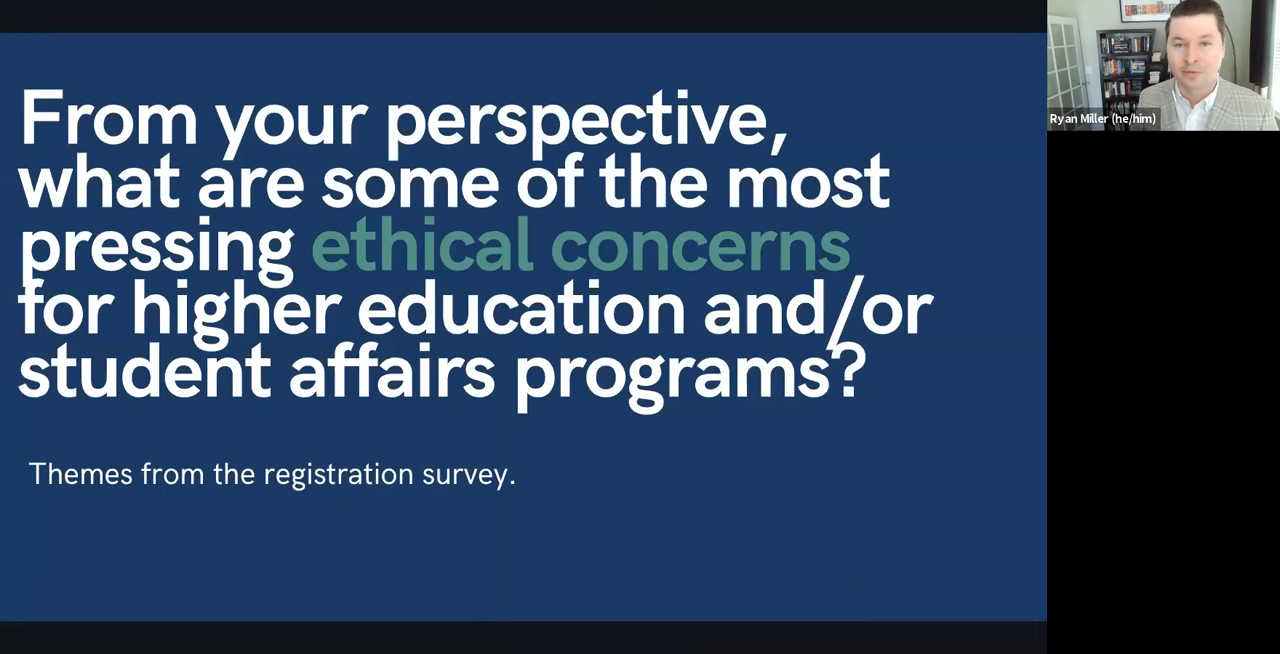 From your perspective,
what are some of the most
pressing ethical concerns
for higher education and/or
student affairs programs?
Themes from the registration survey.
Ryan Miller (he/him)